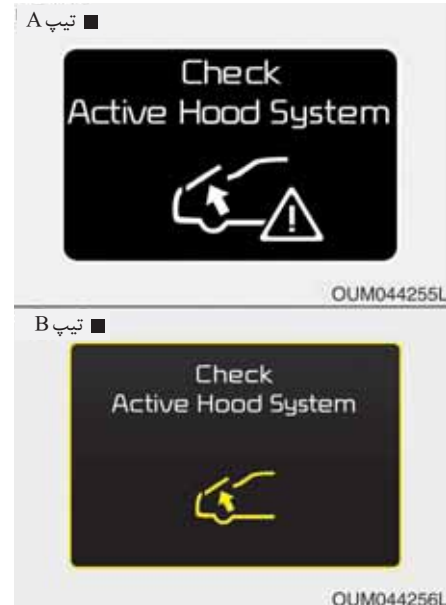 ■ تیپ A
Check
Active Hood System
OUM044255L
■ تیپ B
Check
Active Hood System
OUM044256L